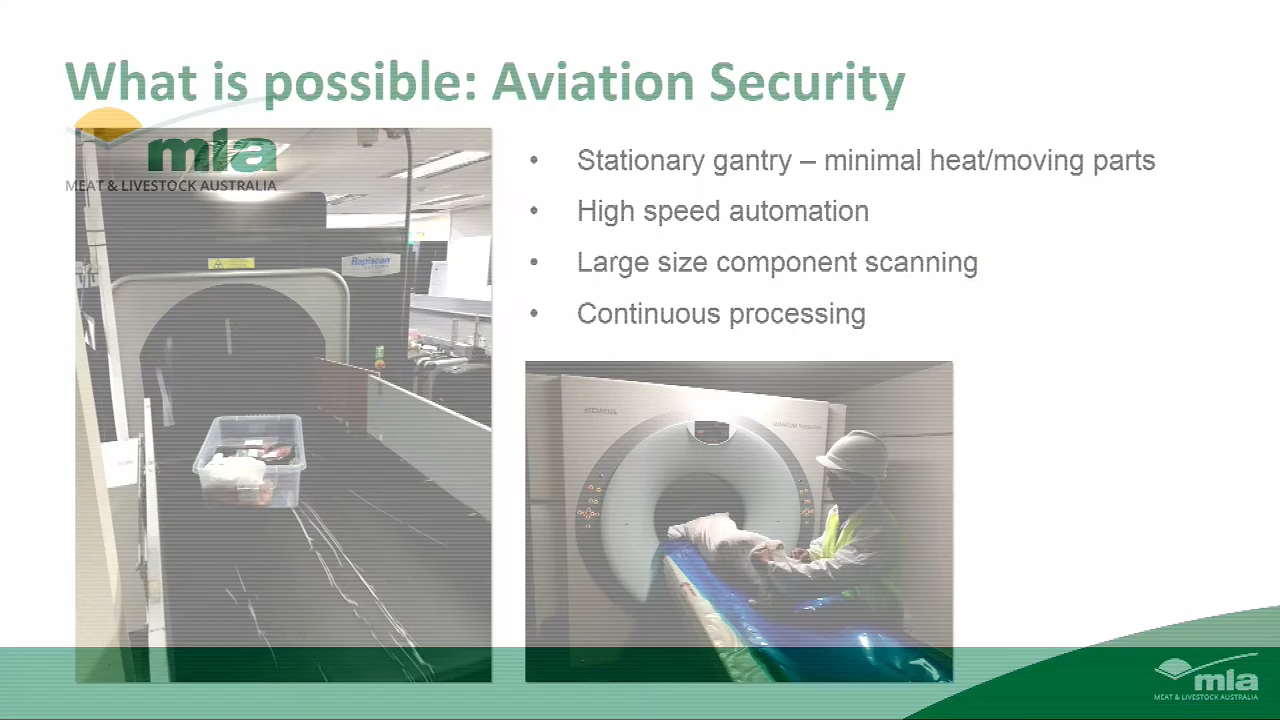 What is possible: Aviation Security
mla
MEAT & LIVESTOCK AUSTRALIA
• Stationary gantry – minimal heat/moving parts
• High speed automation
• Large size component scanning
• Continuous processing
Rapiscan
SIEMENS
mla
MEAT & LIVESTOCK AUSTRALIA